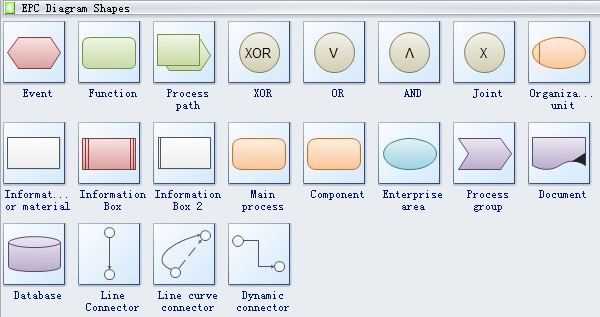 EPC Diagram Shapes
XOR V Λ X
Event Function Process path XOR OR AND Joint Organiza... unit
Informat... or material Information Box Information Box 2 Main process Component Enterprise area Process group Document
Database Line Connector Line curve connector Dynamic connector